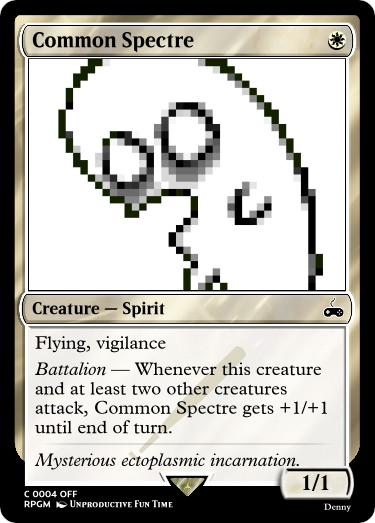 Common Spectre
Creature — Spirit
Flying, vigilance
Battalion — Whenever this creature
and at least two other creatures
attack, Common Spectre gets +1/+1
until end of turn.
Mysterious ectoplasmic incarnation.
1/1
C 0004 OFF
RPGM Unproductive Fun Time
Denny